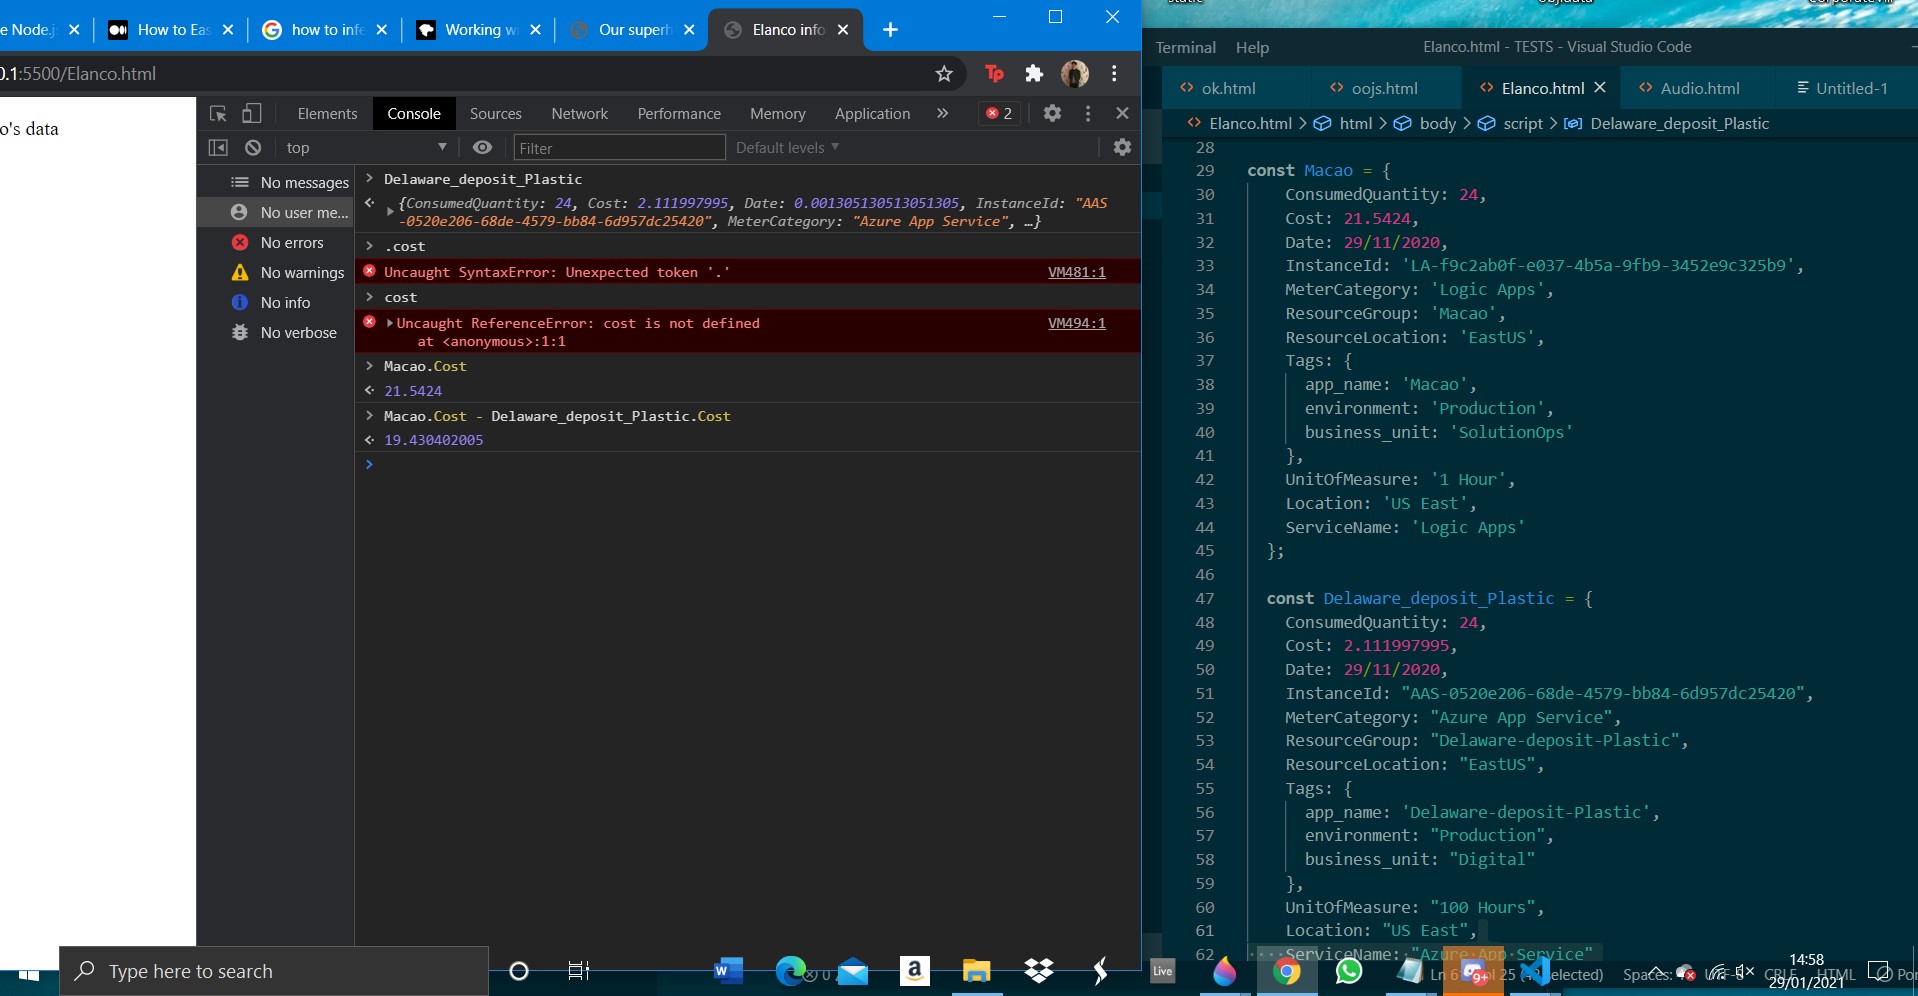 e Node.js
How to Eas
how to infe
Working wi
Our superh
Elanco info
0.1:5500/Elanco.html
o's data
Elements
Console
Sources
Network
Performance
Memory
Application
»
2
top
Filter
Default levels
No messages
No user me...
No errors
No warnings
No info
No verbose
> Delaware_deposit_Plastic
{ConsumedQuantity: 24, Cost: 2.111997995, Date: 0.001305130513051305, InstanceId: "AAS
-0520e206-68de-4579-bb84-6d957dc25420", MeterCategory: "Azure App Service", …}
> .cost
Uncaught SyntaxError: Unexpected token '.'
VM481:1
> cost
Uncaught ReferenceError: cost is not defined
at <anonymous>:1:1
VM494:1
> Macao.Cost
21.5424
> Macao.Cost - Delaware_deposit_Plastic.Cost
19.430402005
>
static
objidata
Terminal
Help
Elanco.html - TESTS - Visual Studio Code
ok.html
oojs.html
Elanco.html
Audio.html
Untitled-1
Elanco.html > html > body > script > Delaware_deposit_Plastic
28
29 const Macao = {
30 ConsumedQuantity: 24,
31 Cost: 21.5424,
32 Date: 29/11/2020,
33 InstanceId: 'LA-f9c2ab0f-e037-4b5a-9fb9-3452e9c325b9',
34 MeterCategory: 'Logic Apps',
35 ResourceGroup: 'Macao',
36 ResourceLocation: 'EastUS',
37 Tags: {
38 app_name: 'Macao',
39 environment: 'Production',
40 business_unit: 'SolutionOps'
41 },
42 UnitOfMeasure: '1 Hour',
43 Location: 'US East',
44 ServiceName: 'Logic Apps'
45 };
46
47 const Delaware_deposit_Plastic = {
48 ConsumedQuantity: 24,
49 Cost: 2.111997995,
50 Date: 29/11/2020,
51 InstanceId: "AAS-0520e206-68de-4579-bb84-6d957dc25420",
52 MeterCategory: "Azure App Service",
53 ResourceGroup: "Delaware-deposit-Plastic",
54 ResourceLocation: "EastUS",
55 Tags: {
56 app_name: 'Delaware-deposit-Plastic',
57 environment: "Production",
58 business_unit: "Digital"
59 },
60 UnitOfMeasure: "100 Hours",
61 Location: "US East",
62 ServiceName: "Azure App Service"
Type here to search
Live
9+
Spaces:
CRLF
HTML
14:58
29/01/2021